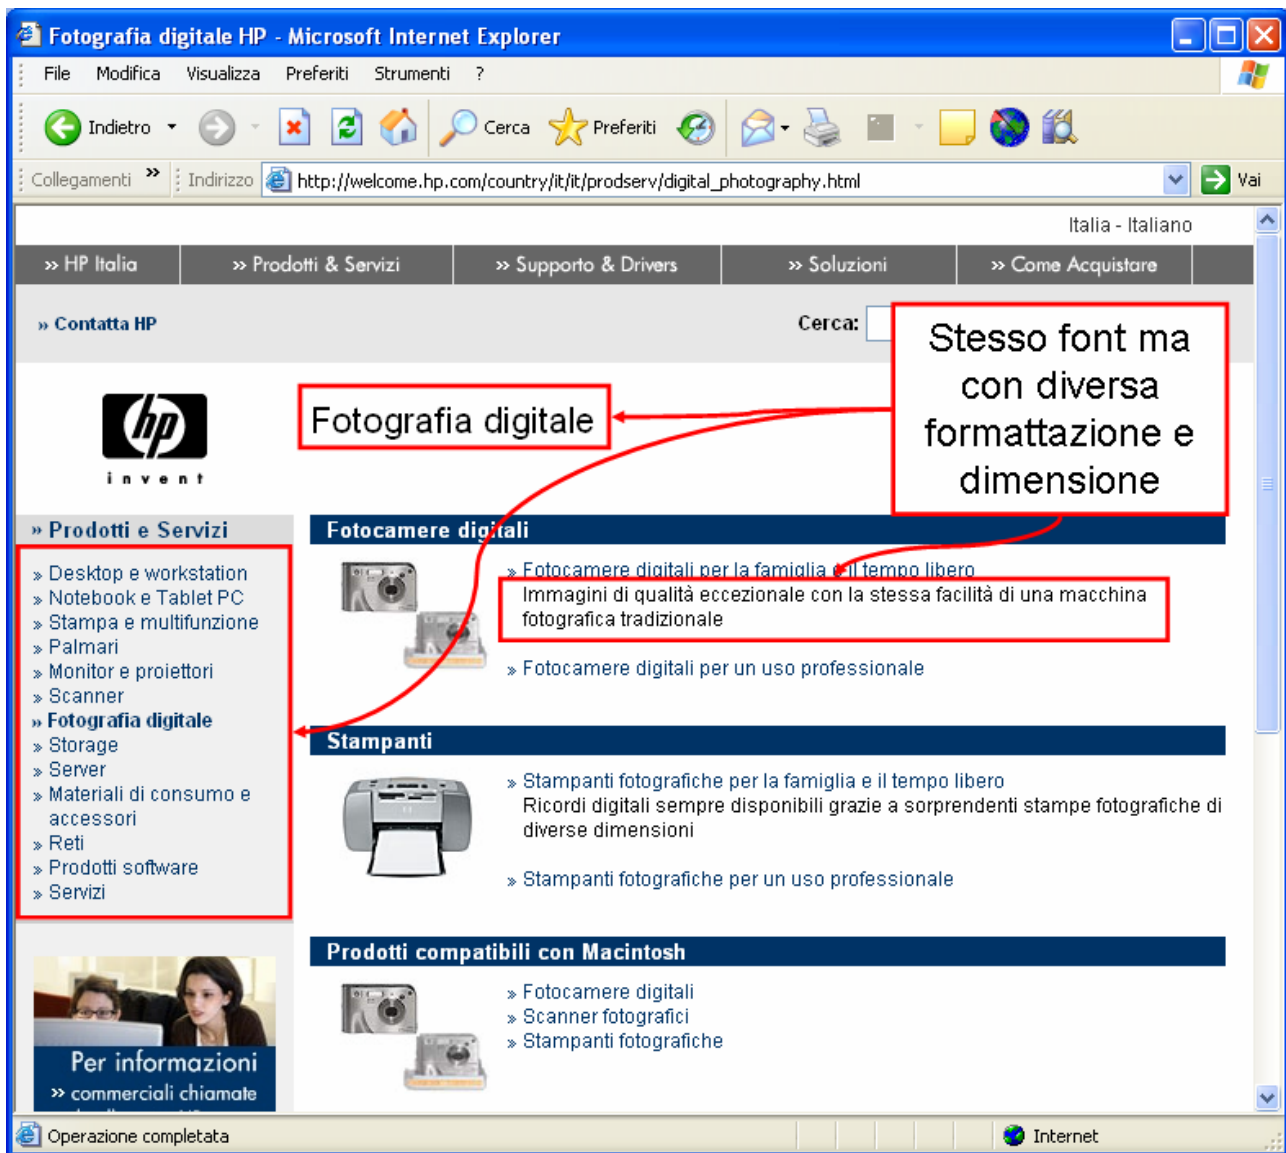 Fotografia digitale HP - Microsoft Internet Explorer
File Modifica Visualizza Preferiti Strumenti ?
Indietro Cerca Preferiti
Collegamenti » Indirizzo http://welcome.hp.com/country/it/it/prodserv/digital_photography.html Vai
Italia - Italiano
» HP Italia » Prodotti & Servizi » Supporto & Drivers » Soluzioni » Come Acquistare
» Contatta HP Cerca:
Stesso font ma
con diversa
formattazione e
dimensione
hp
invent
Fotografia digitale
» Prodotti e Servizi
» Desktop e workstation
» Notebook e Tablet PC
» Stampa e multifunzione
» Palmari
» Monitor e proiettori
» Scanner
» Fotografia digitale
» Storage
» Server
» Materiali di consumo e
accessori
» Reti
» Prodotti software
» Servizi
Per informazioni
» commerciali chiamate
Fotocamere digitali
» Fotocamere digitali per la famiglia e il tempo libero
Immagini di qualità eccezionale con la stessa facilità di una macchina
fotografica tradizionale
» Fotocamere digitali per un uso professionale
Stampanti
» Stampanti fotografiche per la famiglia e il tempo libero
Ricordi digitali sempre disponibili grazie a sorprendenti stampe fotografiche di
diverse dimensioni
» Stampanti fotografiche per un uso professionale
Prodotti compatibili con Macintosh
» Fotocamere digitali
» Scanner fotografici
» Stampanti fotografiche
Operazione completata Internet